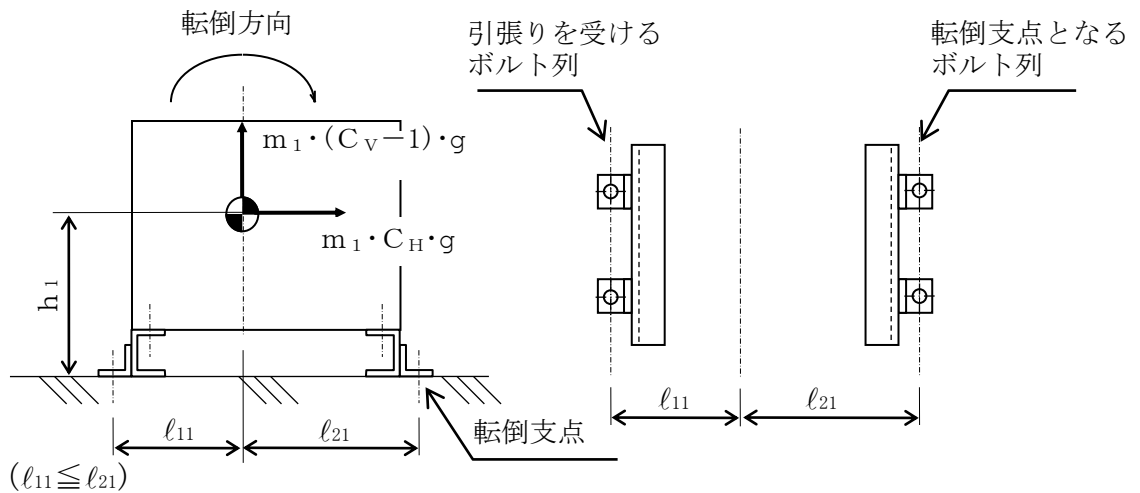 転倒方向
引張りを受ける
ボルト列
転倒支点となる
ボルト列
m₁・(Cᵥ－1)・g
m₁・C_H・g
h₁
ℓ₁₁
ℓ₂₁
転倒支点
ℓ₁₁
ℓ₂₁
(ℓ₁₁≦ℓ₂₁)